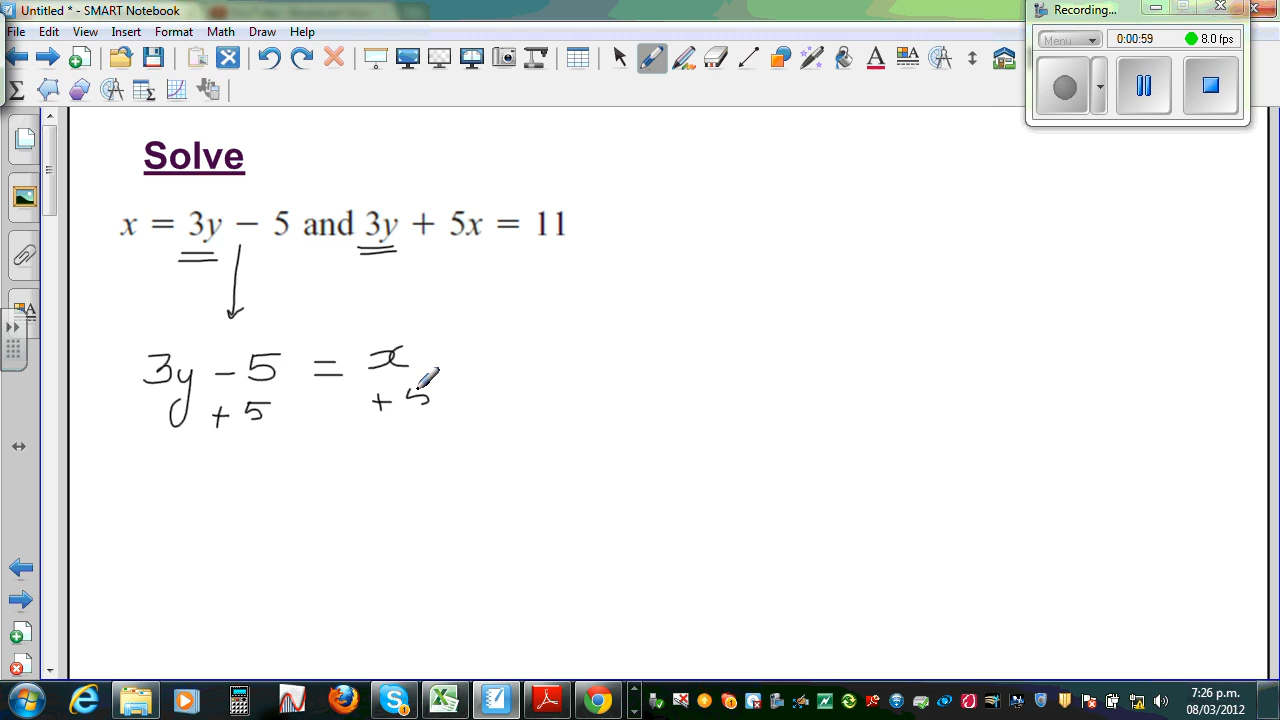 Untitled * - SMART Notebook
File Edit View Insert Format Math Draw Help
Recording...
Menu 0:00:59 8.0 fps
Solve
x = 3y − 5 and 3y + 5x = 11
3y − 5 = x
+ 5 + 5
7:26 p.m.
08/03/2012